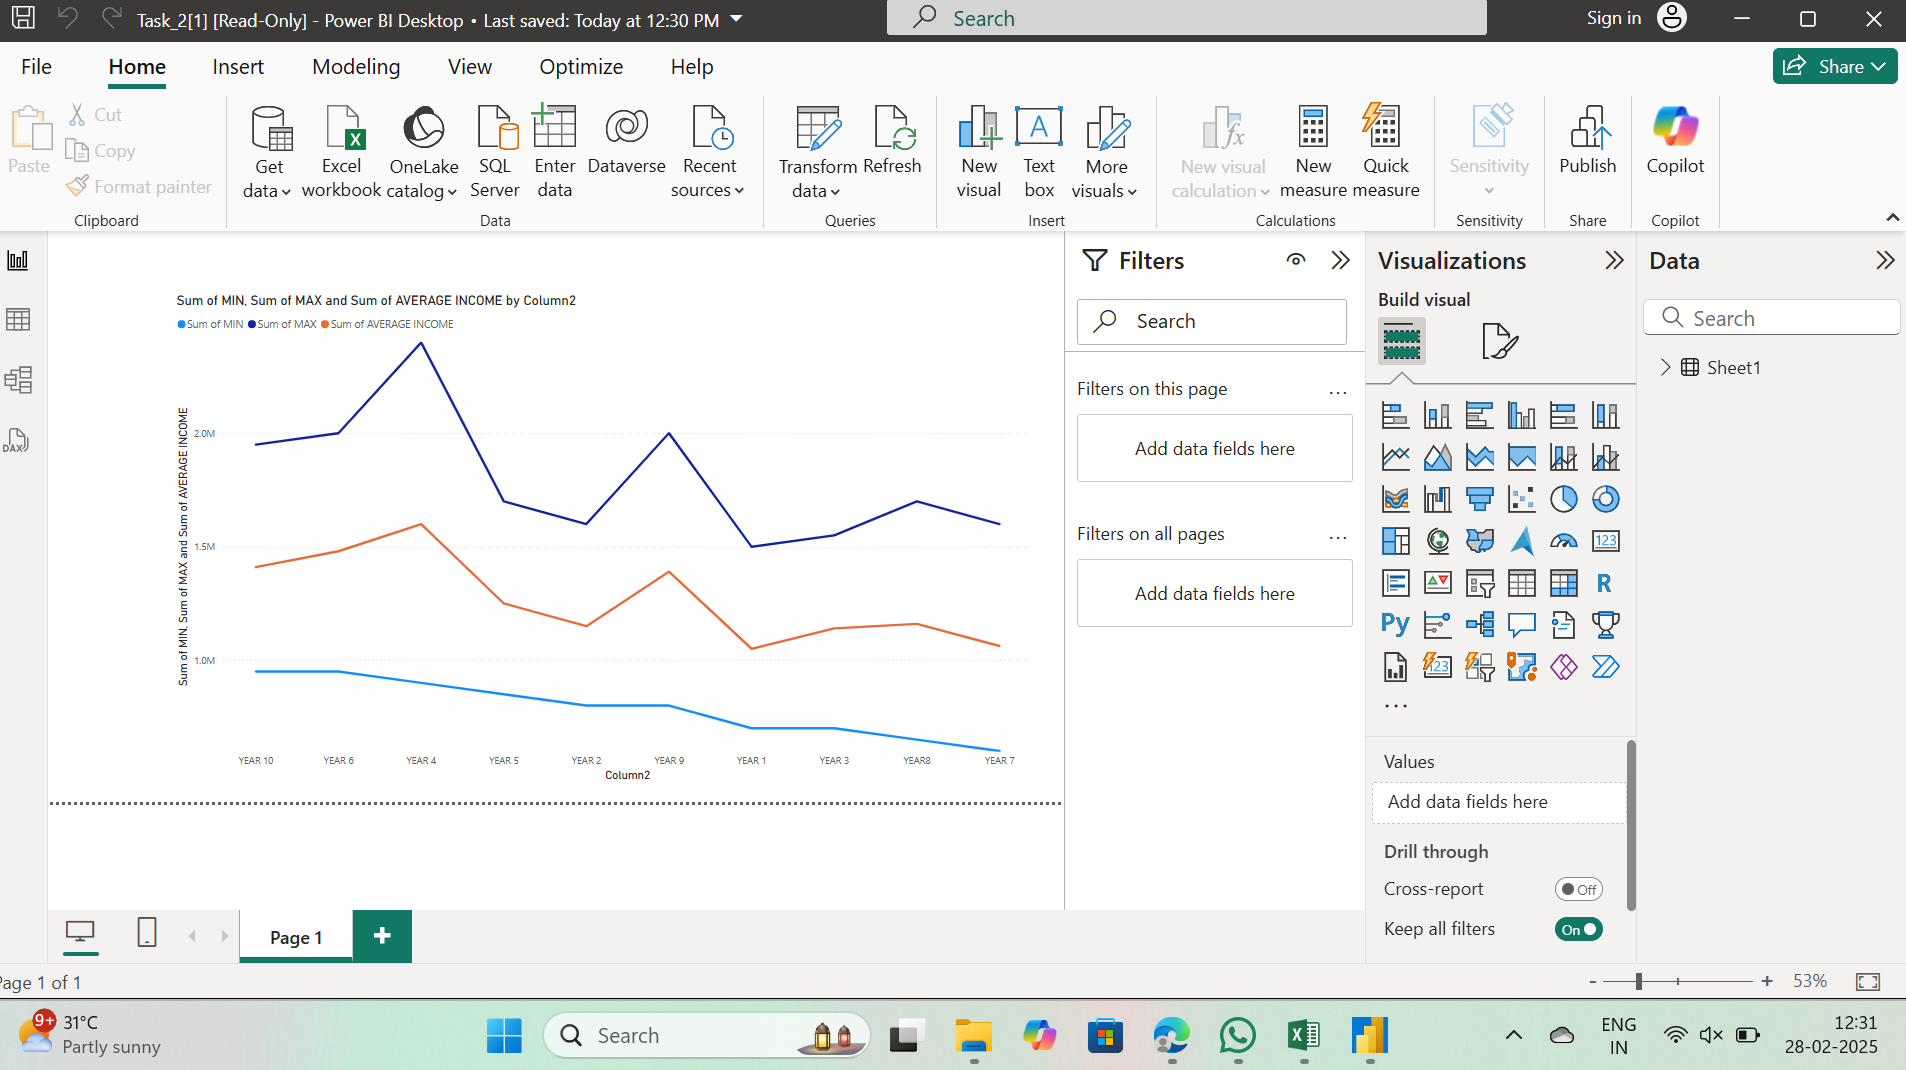 Task_2[1] [Read-Only] - Power BI Desktop • Last saved: Today at 12:30 PM
Search
Sign in
File Home Insert Modeling View Optimize Help
Share
Paste
Cut
Copy
Format painter
Clipboard
Get data
Excel workbook
OneLake catalog
SQL Server
Enter data
Dataverse
Recent sources
Data
Transform data
Refresh
Queries
New visual
Text box
More visuals
Insert
New visual calculation
New measure
Quick measure
Calculations
Sensitivity
Sensitivity
Publish
Share
Copilot
Copilot
DAX
Sum of MIN, Sum of MAX and Sum of AVERAGE INCOME by Column2
Sum of MIN Sum of MAX Sum of AVERAGE INCOME
Sum of MIN, Sum of MAX and Sum of AVERAGE INCOME
2.0M
1.5M
1.0M
YEAR 10 YEAR 6 YEAR 4 YEAR 5 YEAR 2 YEAR 9 YEAR 1 YEAR 3 YEAR8 YEAR 7
Column2
Filters
Search
Filters on this page ...
Add data fields here
Filters on all pages ...
Add data fields here
Visualizations
Build visual
123
R
Py
123
...
Values
Add data fields here
Drill through
Cross-report Off
Keep all filters On
Data
Search
Sheet1
Page 1 +
Page 1 of 1
- + 53%
9+
31°C
Partly sunny
Search
ENG
IN
12:31
28-02-2025